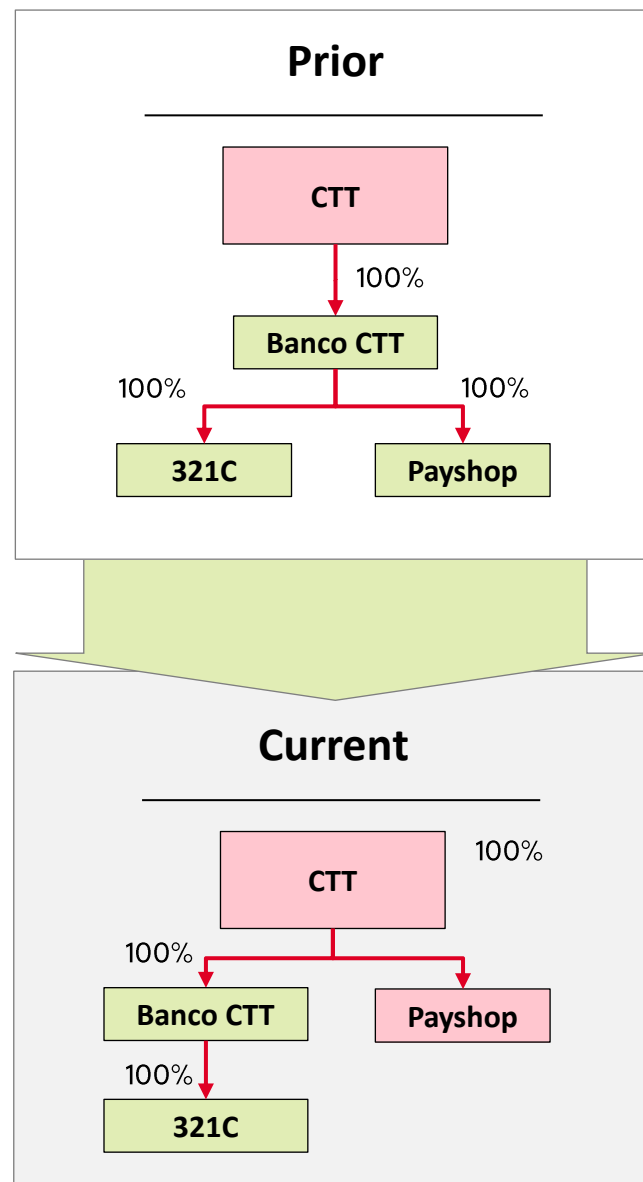 Prior
CTT
100%
Banco CTT
100% 100%
321C Payshop
Current
100%
CTT
100%
Banco CTT Payshop
100%
321C